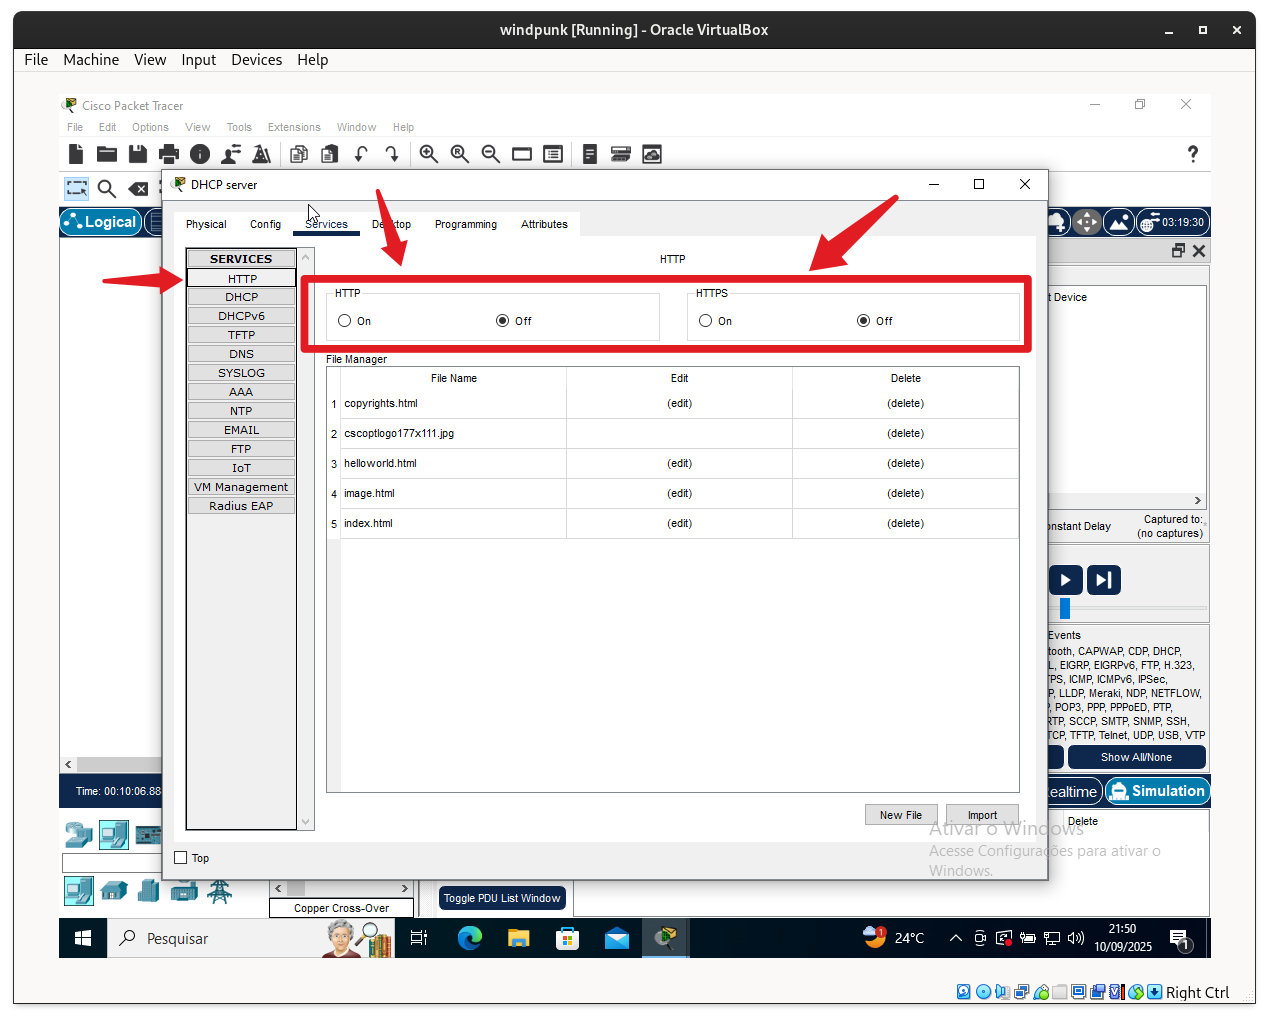 windpunk [Running] - Oracle VirtualBox
File Machine View Input Devices Help
Cisco Packet Tracer
File Edit Options View Tools Extensions Window Help
DHCP server
Logical
03:19:30
Physical Config Services Desktop Programming Attributes
SERVICES
HTTP
DHCP
DHCPv6
TFTP
DNS
SYSLOG
AAA
NTP
EMAIL
FTP
IoT
VM Management
Radius EAP
HTTP
HTTP
On Off
HTTPS
On Off
File Manager
File Name Edit Delete
1 copyrights.html (edit) (delete)
2 cscoptlogo177x111.jpg (delete)
3 helloworld.html (edit) (delete)
4 image.html (edit) (delete)
5 index.html (edit) (delete)
New File Import
Top
t Device
onstant Delay
Captured to:
(no captures)
Events
tooth, CAPWAP, CDP, DHCP,
L, EIGRP, EIGRPv6, FTP, H.323,
TPS, ICMP, ICMPv6, IPSec,
P, LLDP, Meraki, NDP, NETFLOW,
, POP3, PPP, PPPoED, PTP,
RTP, SCCP, SMTP, SNMP, SSH,
TCP, TFTP, Telnet, UDP, USB, VTP
Show All/None
Time: 00:10:06.88
ealtime Simulation
Delete
Ativar o Windows
Acesse Configurações para ativar o
Windows.
Copper Cross-Over
Toggle PDU List Window
Pesquisar
1
24°C
21:50
10/09/2025
1
Right Ctrl